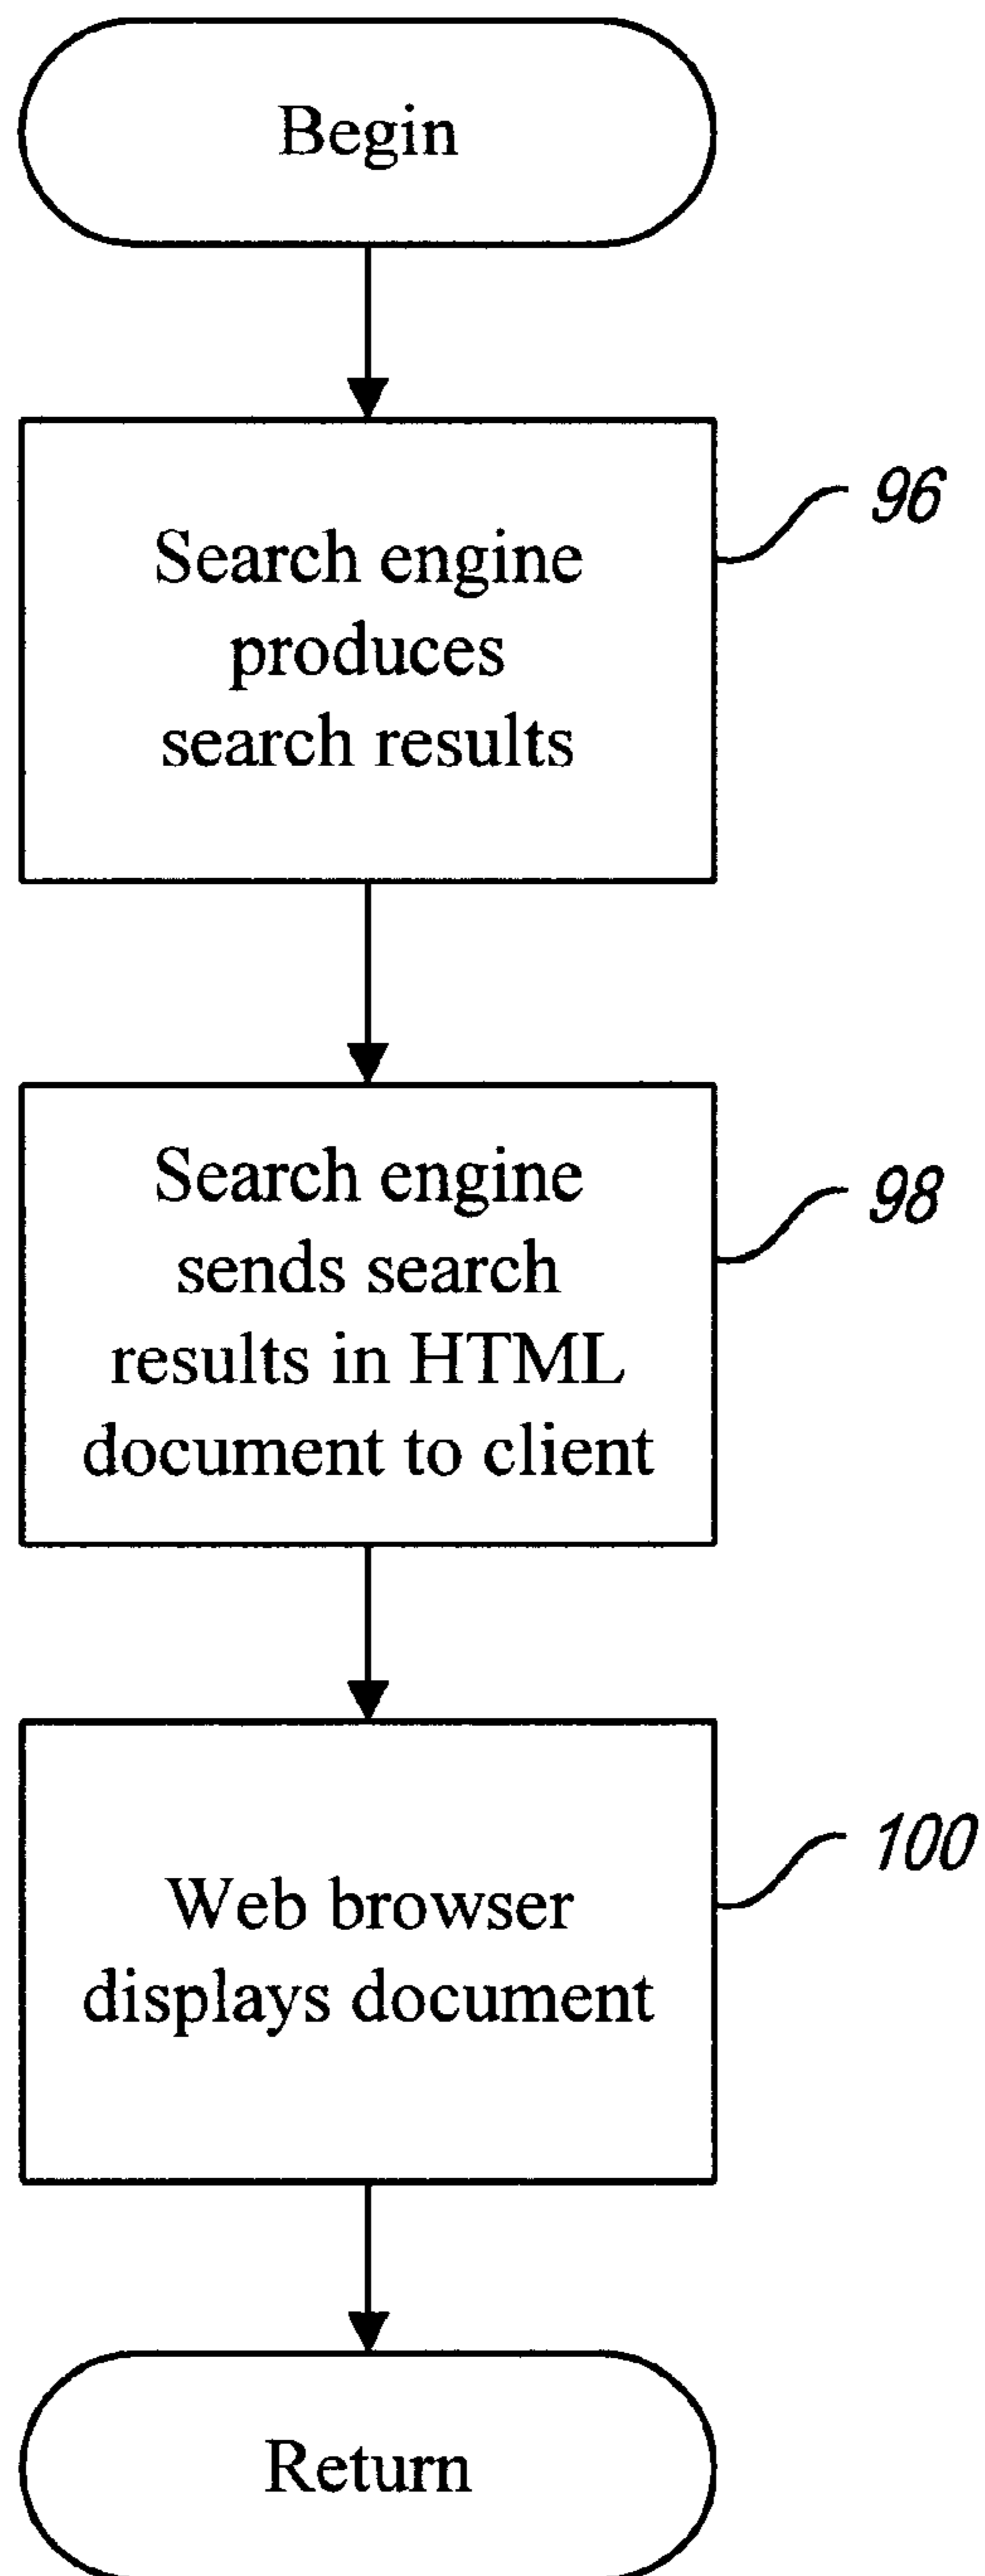 Begin
Search engine
produces
search results
96
Search engine
sends search
results in HTML
document to client
98
Web browser
displays document
100
Return